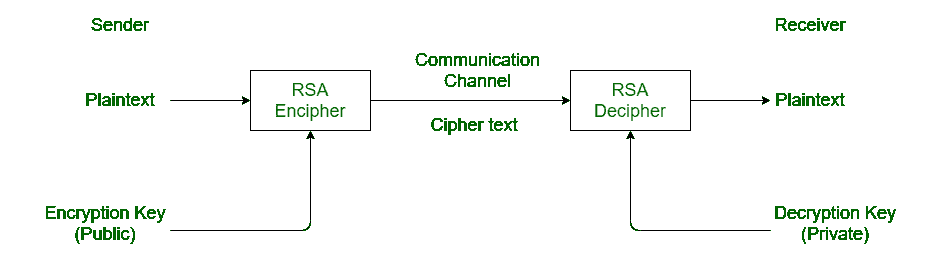 Sender
Receiver
Communication
Channel
Plaintext
RSA
Encipher
Cipher text
RSA
Decipher
Plaintext
Encryption Key
(Public)
Decryption Key
(Private)